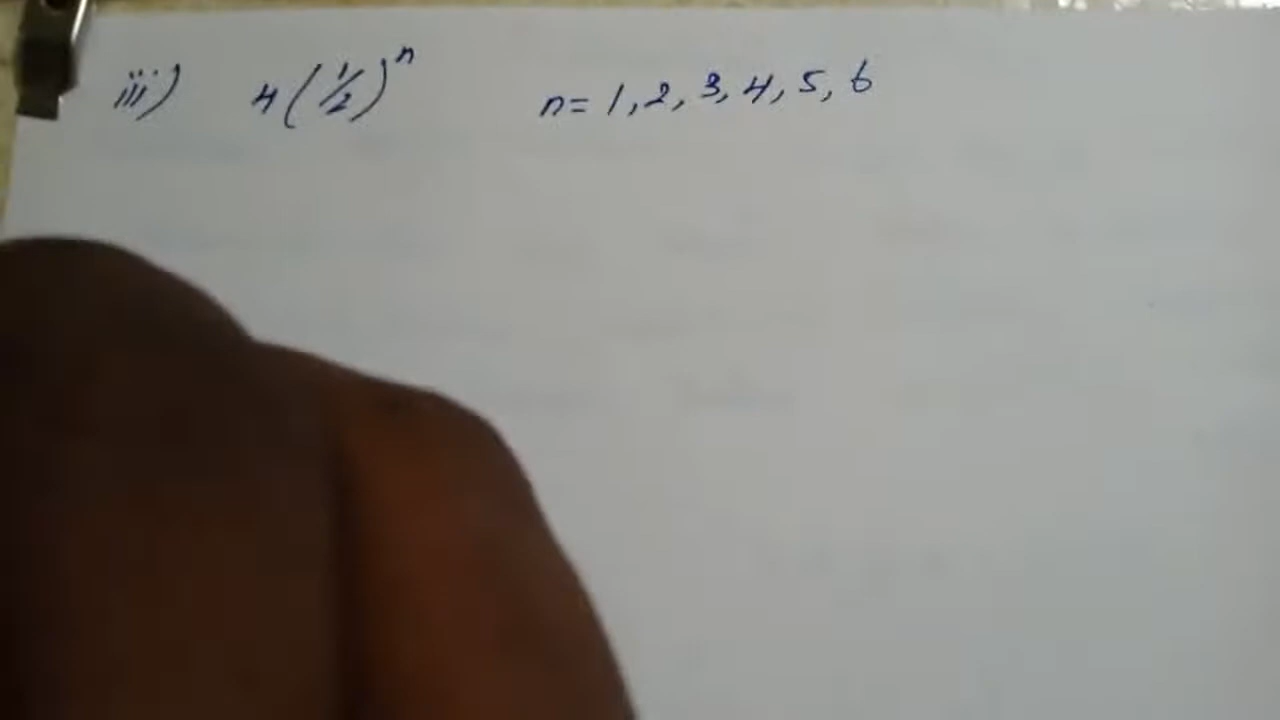 iii) 4(1/2)^n n= 1, 2, 3, 4, 5, 6